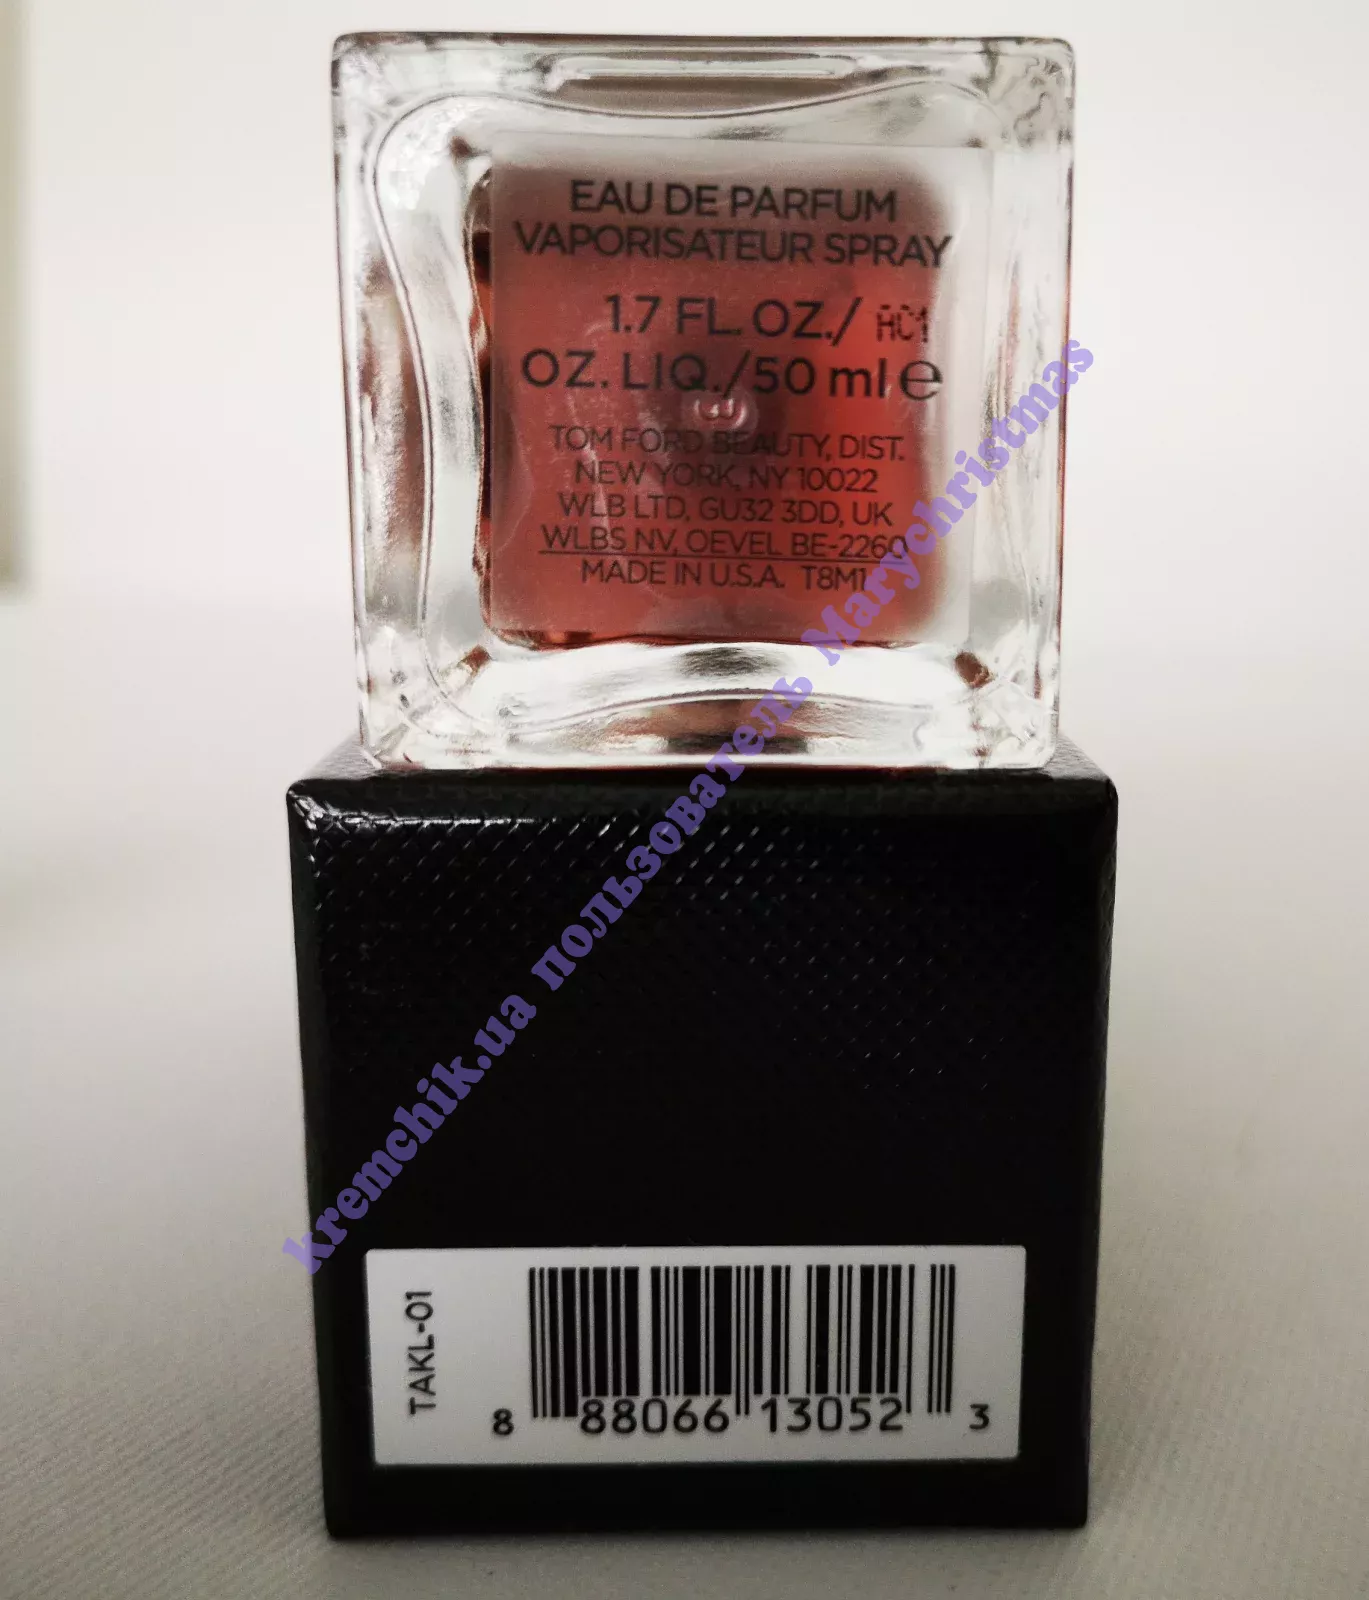 EAU DE PARFUM
VAPORISATEUR SPRAY
1.7 FL. OZ./ AC1
OZ. LIQ./50 ml ℮
TOM FORD BEAUTY, DIST.
NEW YORK, NY 10022
WLB LTD, GU32 3DD, UK
WLBS NV, OEVEL BE-2260
MADE IN U.S.A. T8M1
kremchik.ua пользователь Marychristmas
TAKL-01
8 88066 13052 3